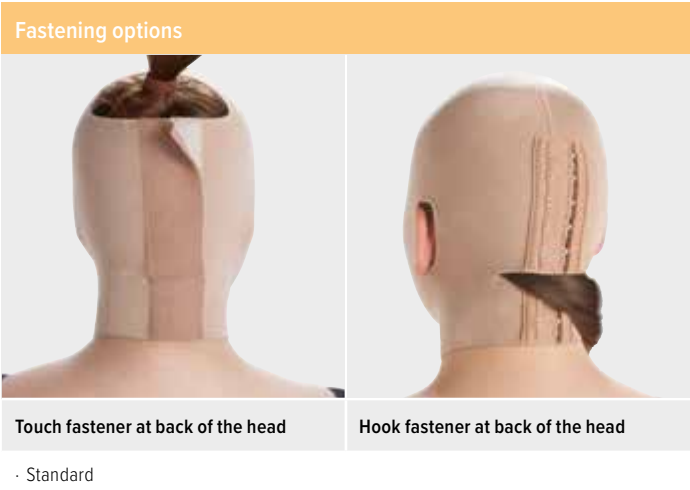 Fastening options
Touch fastener at back of the head
Hook fastener at back of the head
· Standard